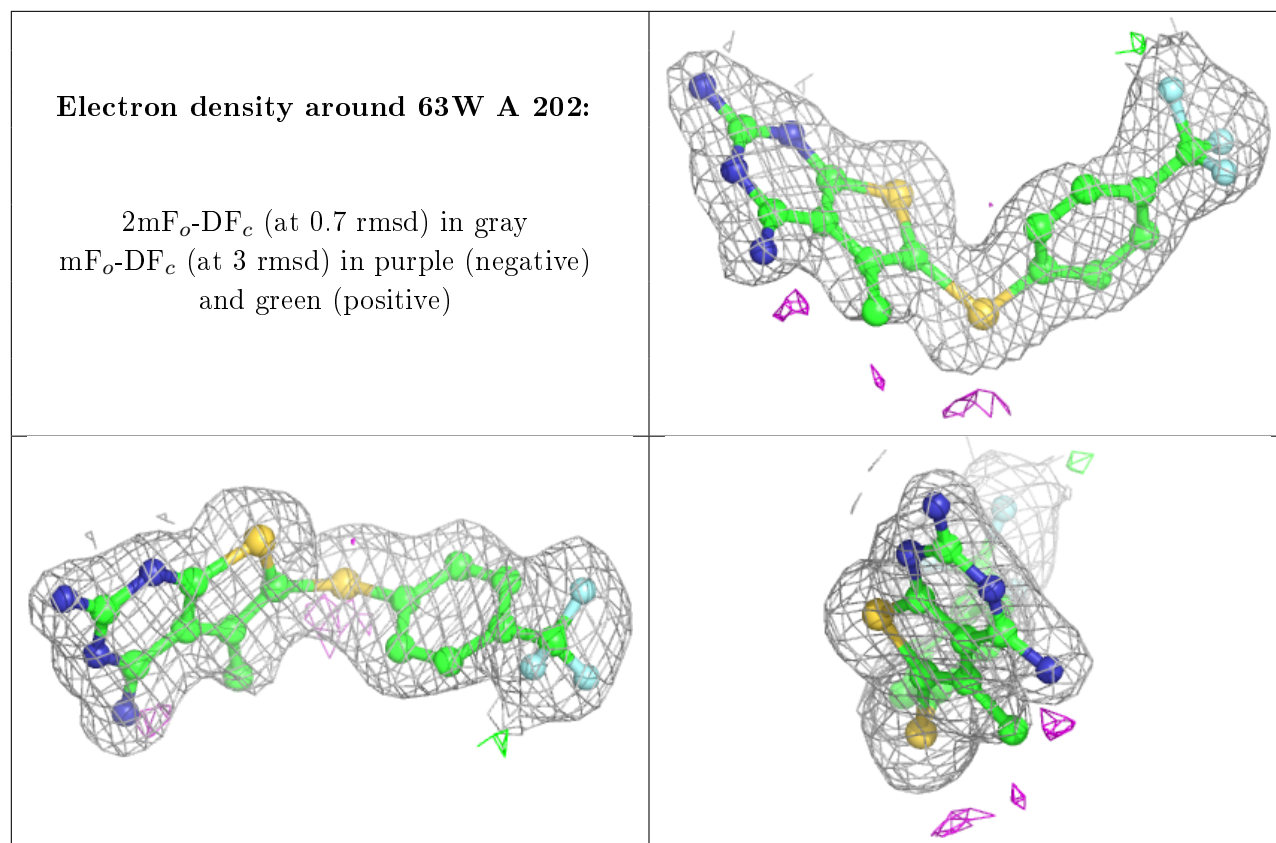 Electron density around 63W A 202:
2mFo-DFc (at 0.7 rmsd) in gray
mFo-DFc (at 3 rmsd) in purple (negative)
and green (positive)